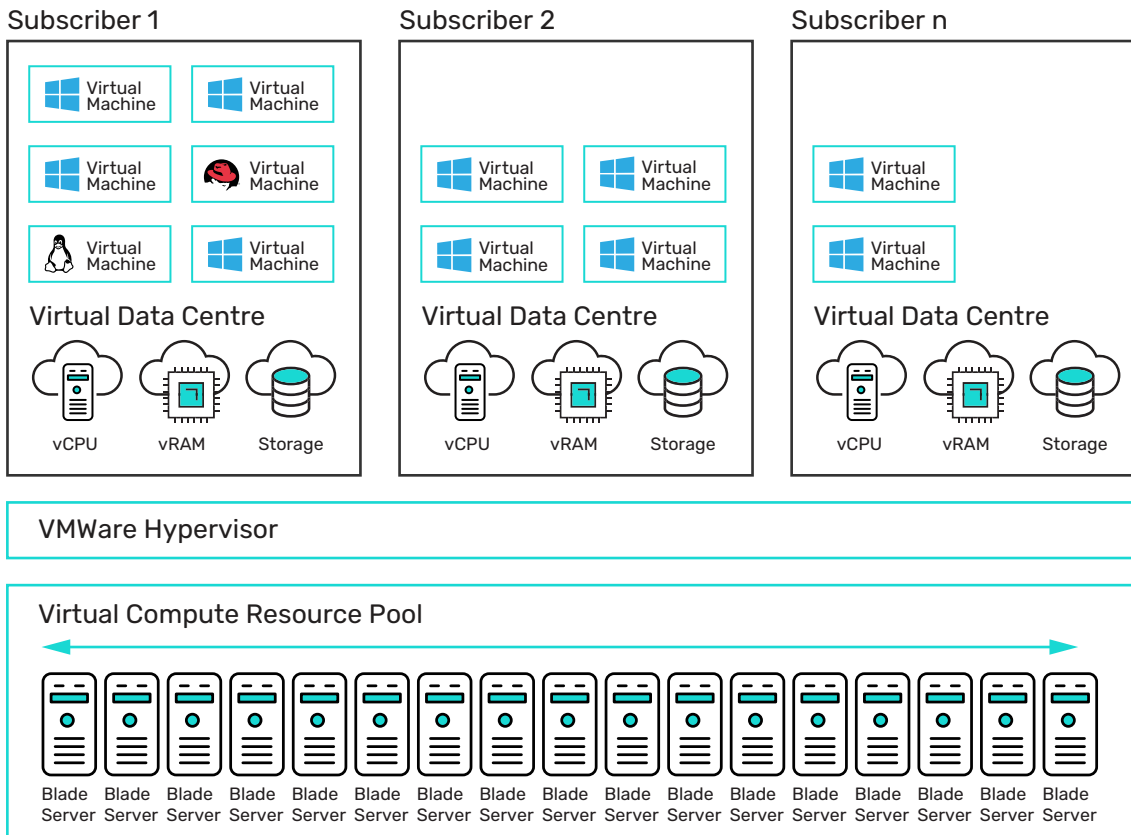 Subscriber 1
Subscriber 2
Subscriber n
Virtual
Machine
Virtual
Machine
Virtual
Machine
Virtual
Machine
Virtual
Machine
Virtual
Machine
Virtual Data Centre
vCPU
vRAM
Storage
Virtual
Machine
Virtual
Machine
Virtual
Machine
Virtual
Machine
Virtual Data Centre
vCPU
vRAM
Storage
Virtual
Machine
Virtual
Machine
Virtual Data Centre
vCPU
vRAM
Storage
VMWare Hypervisor
Virtual Compute Resource Pool
Blade Blade Blade Blade Blade Blade Blade Blade Blade Blade Blade Blade Blade Blade Blade Blade Blade
Server Server Server Server Server Server Server Server Server Server Server Server Server Server Server Server Server